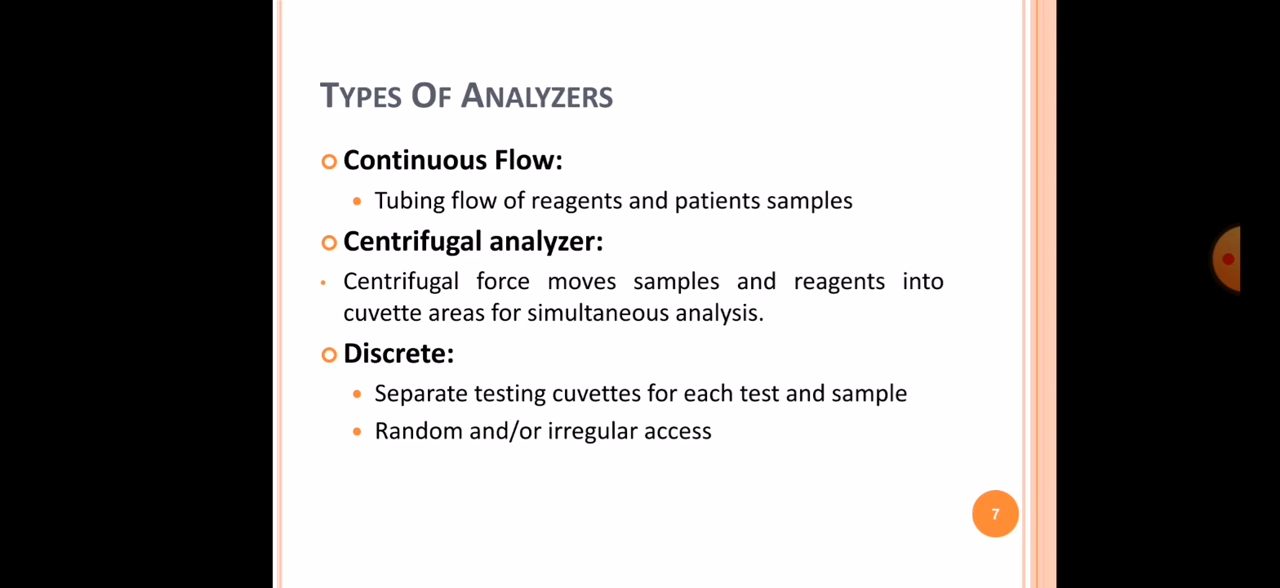 TYPES OF ANALYZERS
Continuous Flow:
Tubing flow of reagents and patients samples
Centrifugal analyzer:
Centrifugal force moves samples and reagents into
cuvette areas for simultaneous analysis.
Discrete:
Separate testing cuvettes for each test and sample
Random and/or irregular access
7